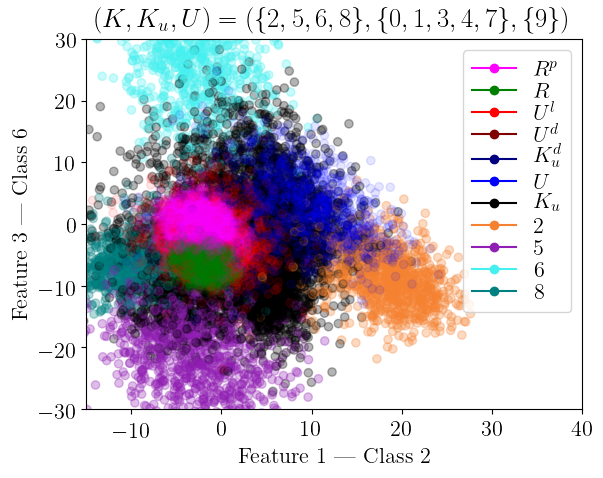 (K, K_u, U) = ({2, 5, 6, 8}, {0, 1, 3, 4, 7}, {9})
30
20
10
0
−10
−20
−30
Feature 3 — Class 6
R^p
R
U^l
U^d
K_u^d
U
K_u
2
5
6
8
−10
0
10
20
30
40
Feature 1 — Class 2